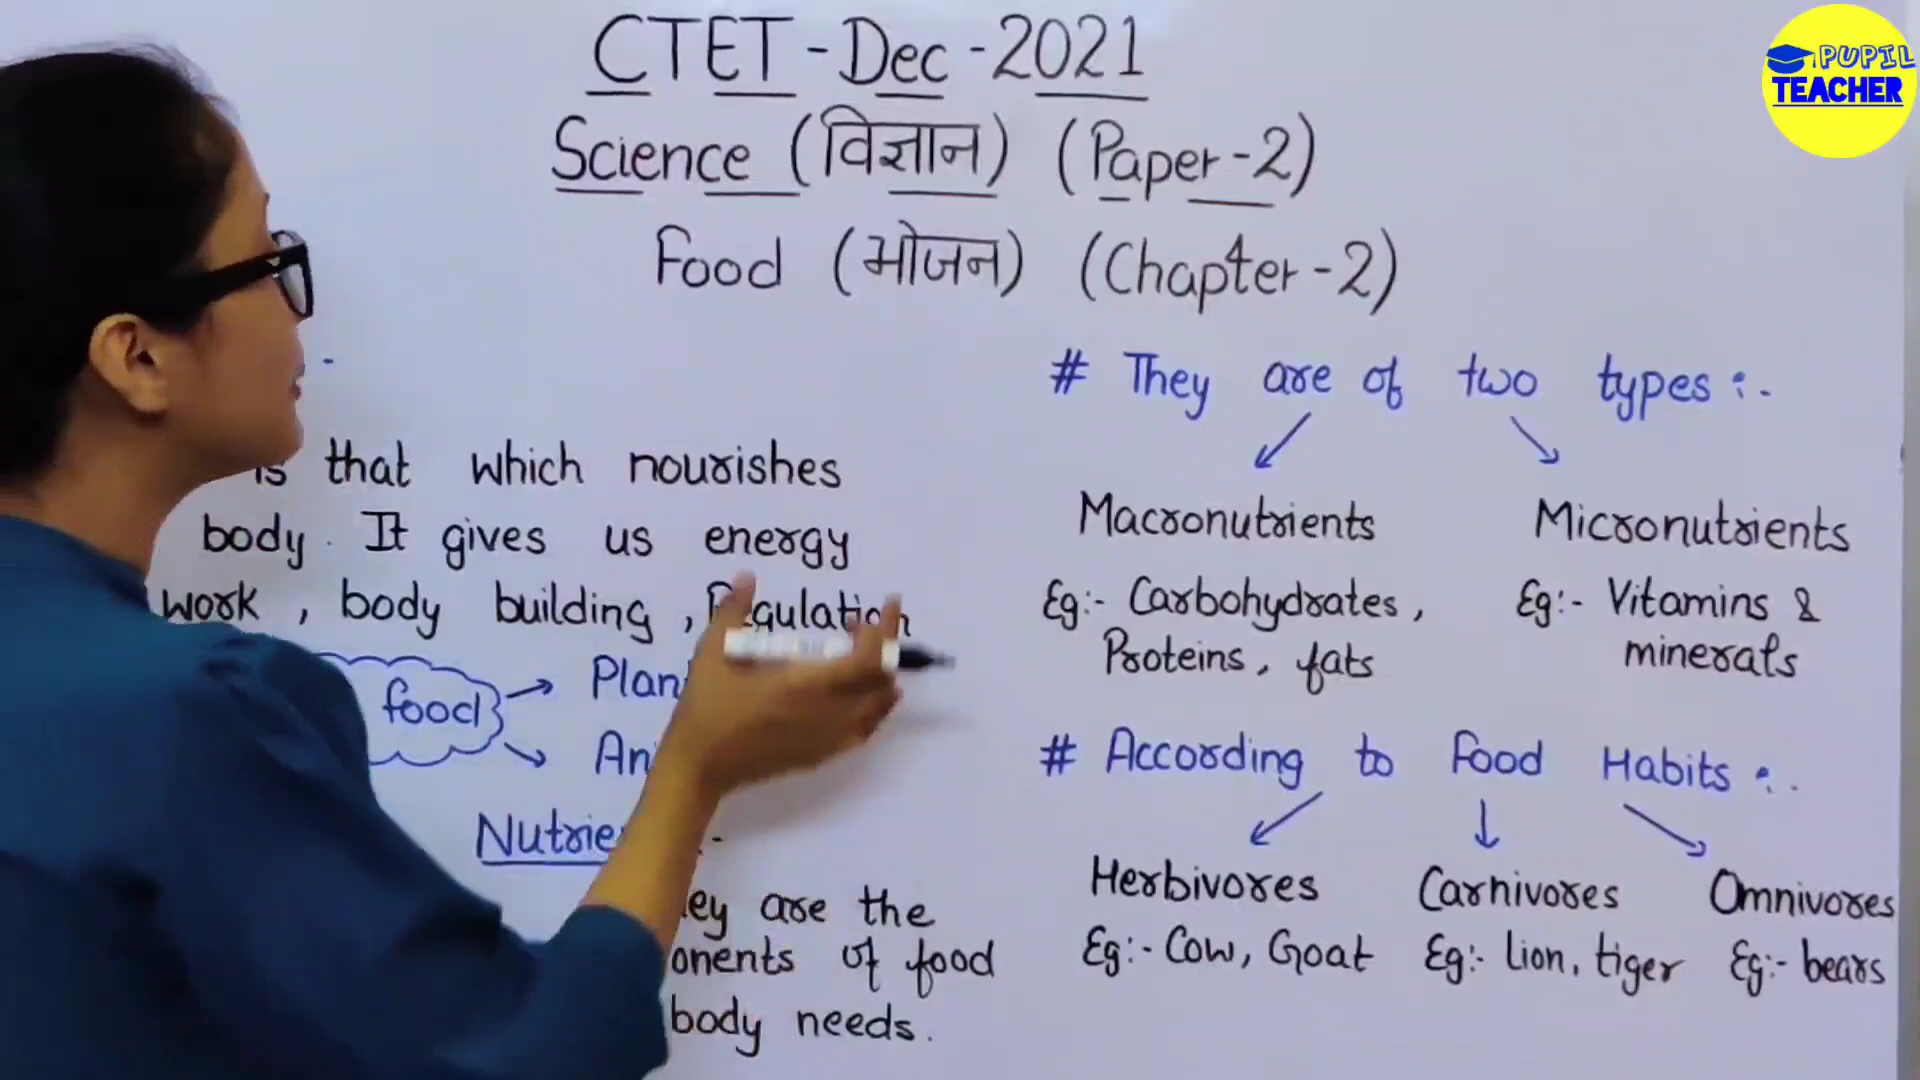 CTET-Dec-2021
PUPIL
TEACHER
Science (विज्ञान) (Paper-2)
Food (भोजन) (Chapter-2)
is that which nourishes
body. It gives us energy
work, body building, Regulation
food
Nutrie
are the
onents of food
body needs.
# They are of two types :-
Macronutrients Micronutrients
Eg:- Carbohydrates, Eg:- Vitamins &
Proteins, fats minerals
# According to Food Habits :-
Herbivores Carnivores Omnivores
Eg:- Cow, Goat Eg:- Lion, tiger Eg:- bears